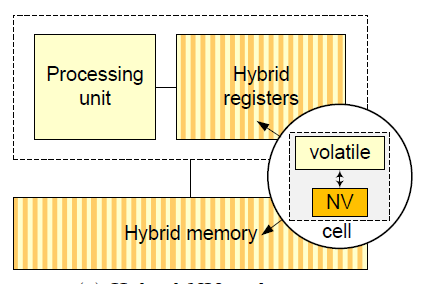 Processing
unit
Hybrid
registers
volatile
NV
cell
Hybrid memory